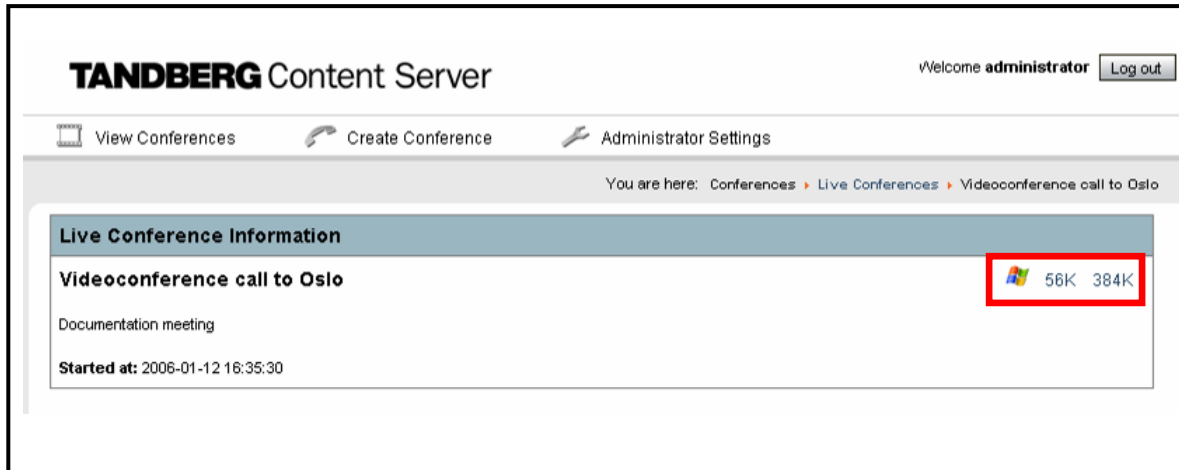 TANDBERG Content Server
Welcome administrator Log out
View Conferences Create Conference Administrator Settings
You are here: Conferences ▸ Live Conferences ▸ Videoconference call to Oslo
Live Conference Information
Videoconference call to Oslo 56K 384K
Documentation meeting
Started at: 2006-01-12 16:35:30